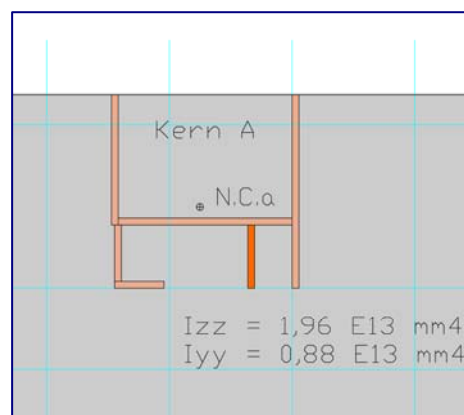 Kern A
N.C.a
Izz = 1,96 E13 mm4
Iyy = 0,88 E13 mm4